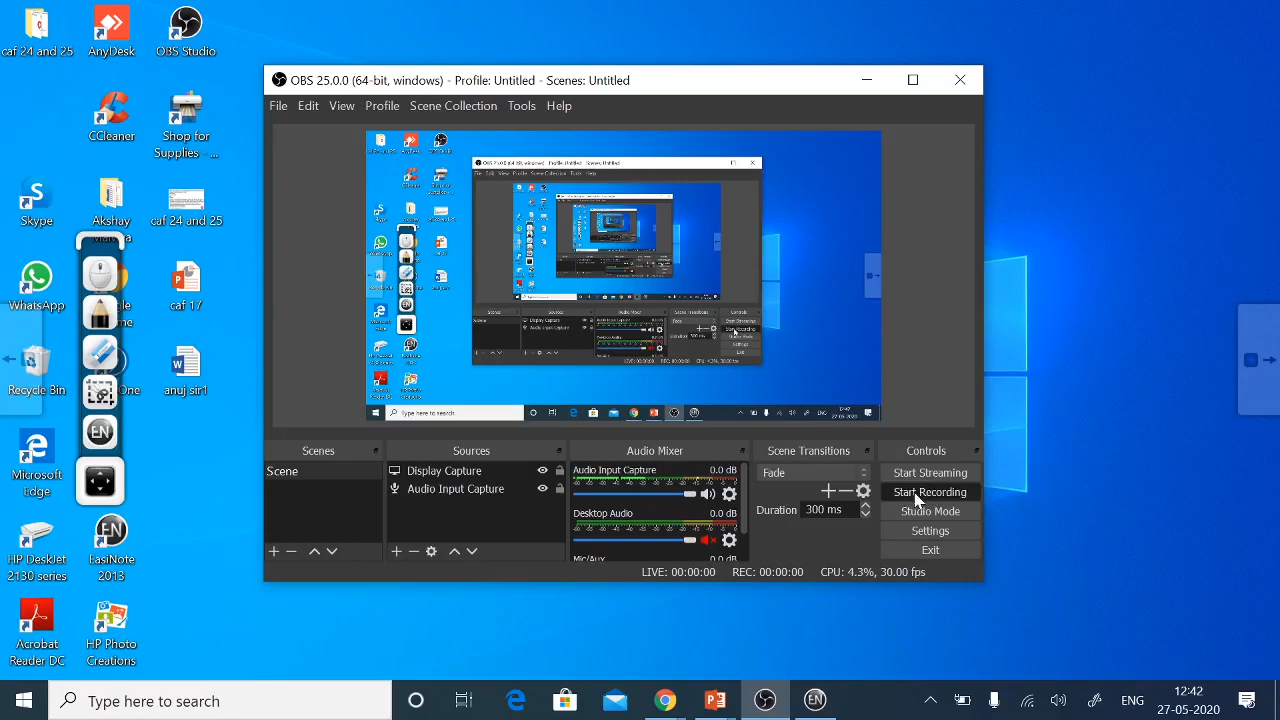 caf 24 and 25
AnyDesk
OBS Studio
CCleaner
Shop for
Supplies - ...
Skype
Akshay
caf 24 and 25
WhatsApp
caf 17
Recycle Bin
anuj sir1
Microsoft
Edge
HP DeskJet
2130 series
EN
EasiNote
2013
Acrobat
Reader DC
HP Photo
Creations
OBS 25.0.0 (64-bit, windows) - Profile: Untitled - Scenes: Untitled
File Edit View Profile Scene Collection Tools Help
Scenes
Scene
Sources
Display Capture
Audio Input Capture
Audio Mixer
Audio Input Capture 0.0 dB
Desktop Audio 0.0 dB
Mic/Aux
Scene Transitions
Fade
Duration 300 ms
Controls
Start Streaming
Start Recording
Studio Mode
Settings
Exit
LIVE: 00:00:00 REC: 00:00:00 CPU: 4.3%, 30.00 fps
Type here to search
ENG
12:42
27-05-2020